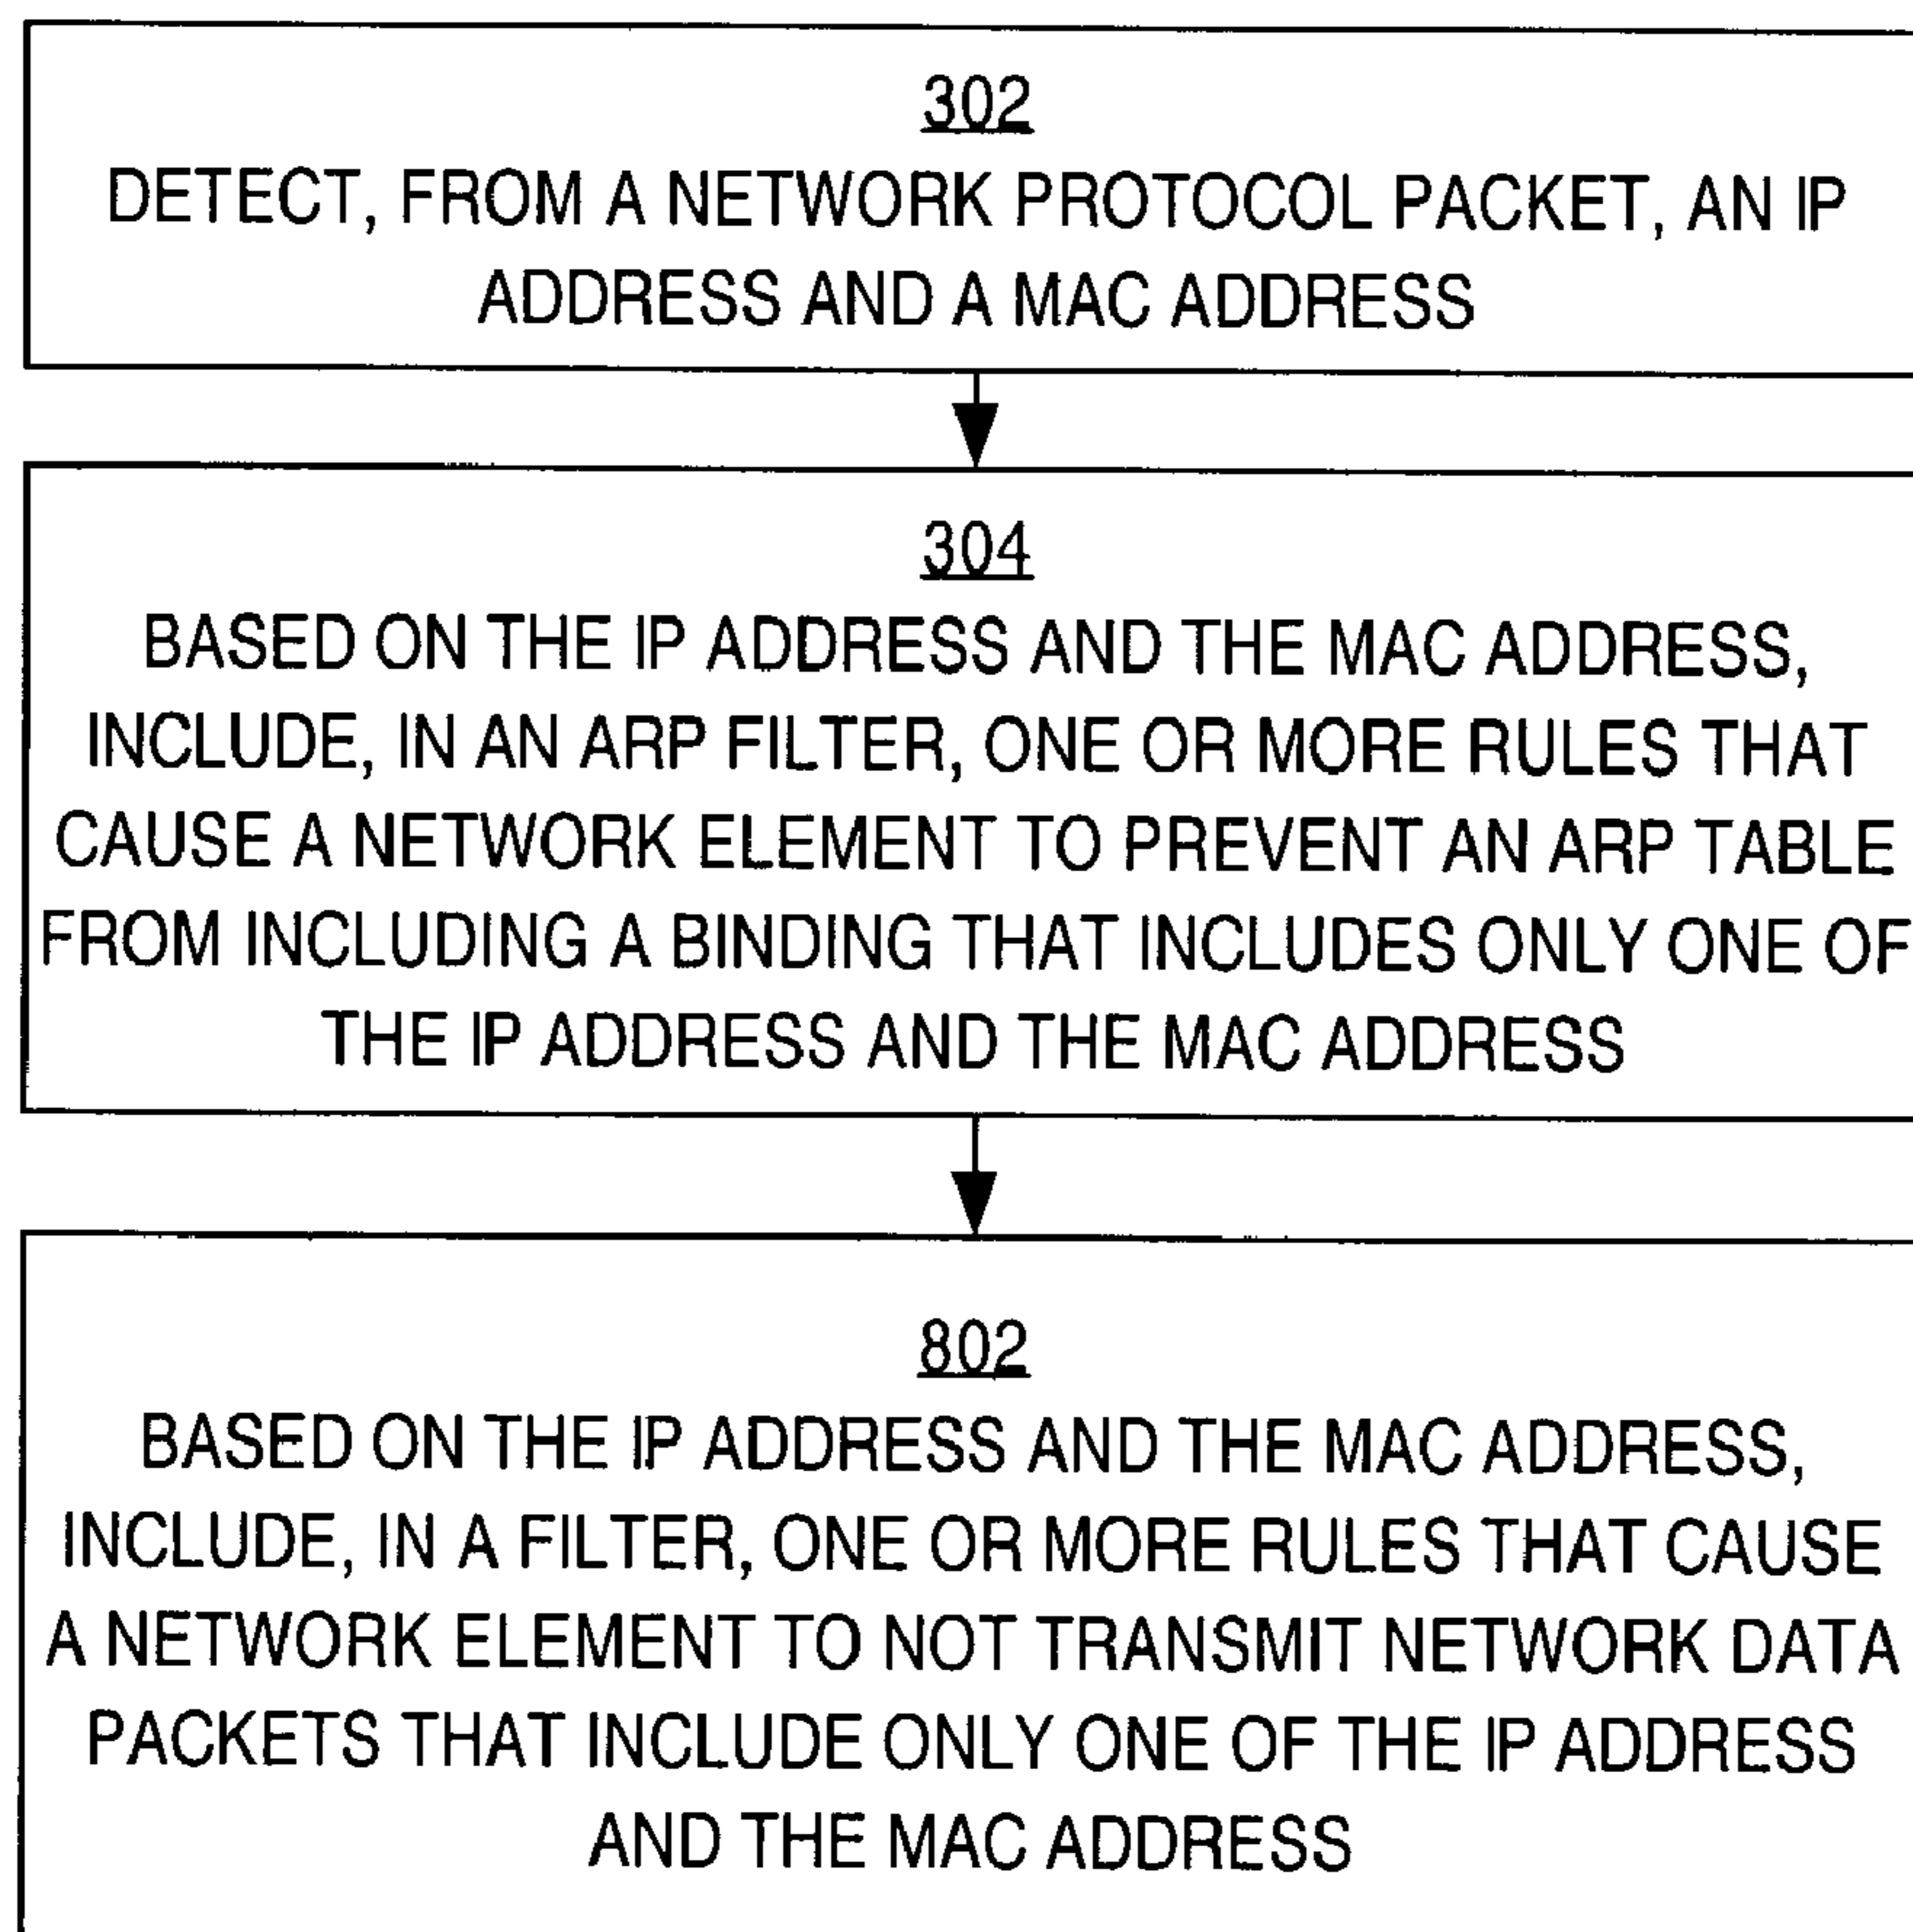 302
DETECT, FROM A NETWORK PROTOCOL PACKET, AN IP
ADDRESS AND A MAC ADDRESS
304
BASED ON THE IP ADDRESS AND THE MAC ADDRESS,
INCLUDE, IN AN ARP FILTER, ONE OR MORE RULES THAT
CAUSE A NETWORK ELEMENT TO PREVENT AN ARP TABLE
FROM INCLUDING A BINDING THAT INCLUDES ONLY ONE OF
THE IP ADDRESS AND THE MAC ADDRESS
802
BASED ON THE IP ADDRESS AND THE MAC ADDRESS,
INCLUDE, IN A FILTER, ONE OR MORE RULES THAT CAUSE
A NETWORK ELEMENT TO NOT TRANSMIT NETWORK DATA
PACKETS THAT INCLUDE ONLY ONE OF THE IP ADDRESS
AND THE MAC ADDRESS